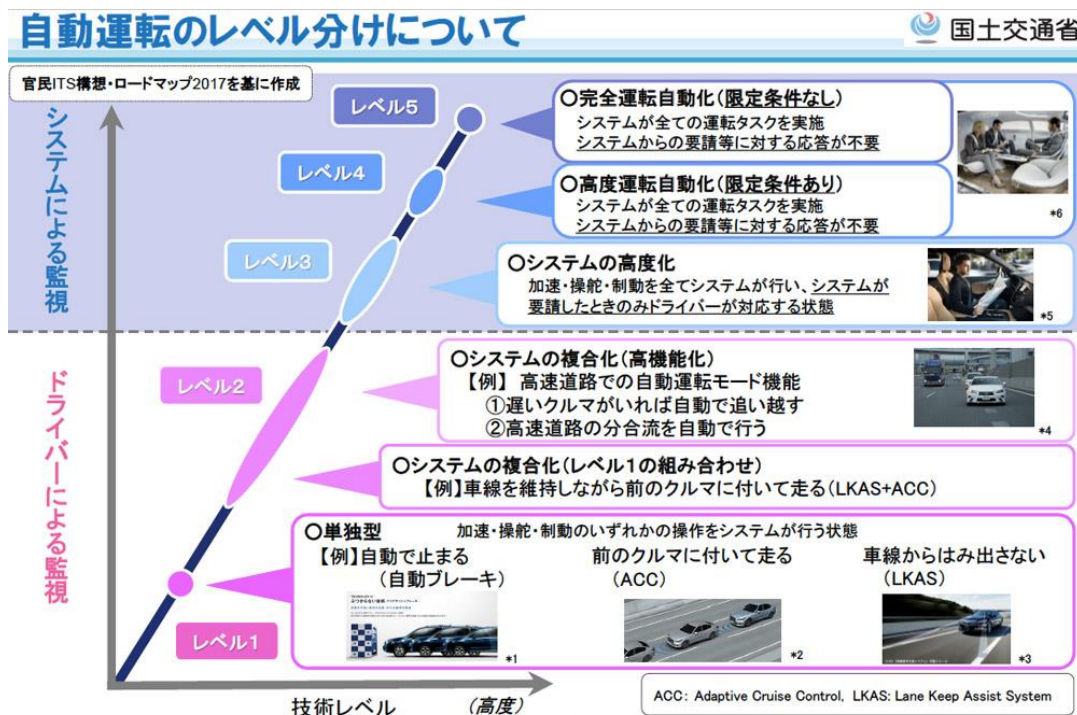 自動運転のレベル分けについて
国土交通省
官民ITS構想・ロードマップ2017を基に作成
システムによる監視
ドライバーによる監視
レベル5
〇完全運転自動化(限定条件なし)
システムが全ての運転タスクを実施
システムからの要請等に対する応答が不要
レベル4
〇高度運転自動化(限定条件あり)
システムが全ての運転タスクを実施
システムからの要請等に対する応答が不要
*6
レベル3
〇システムの高度化
加速・操舵・制動を全てシステムが行い、システムが
要請したときのみドライバーが対応する状態
*5
レベル2
〇システムの複合化(高機能化)
【例】 高速道路での自動運転モード機能
①遅いクルマがいれば自動で追い越す
②高速道路の分合流を自動で行う
*4
〇システムの複合化(レベル1の組み合わせ)
【例】車線を維持しながら前のクルマに付いて走る(LKAS+ACC)
レベル1
〇単独型 加速・操舵・制動のいずれかの操作をシステムが行う状態
【例】自動で止まる
(自動ブレーキ)
*1
前のクルマに付いて走る
(ACC)
*2
車線からはみ出さない
(LKAS)
*3
技術レベル (高度)
ACC: Adaptive Cruise Control, LKAS: Lane Keep Assist System